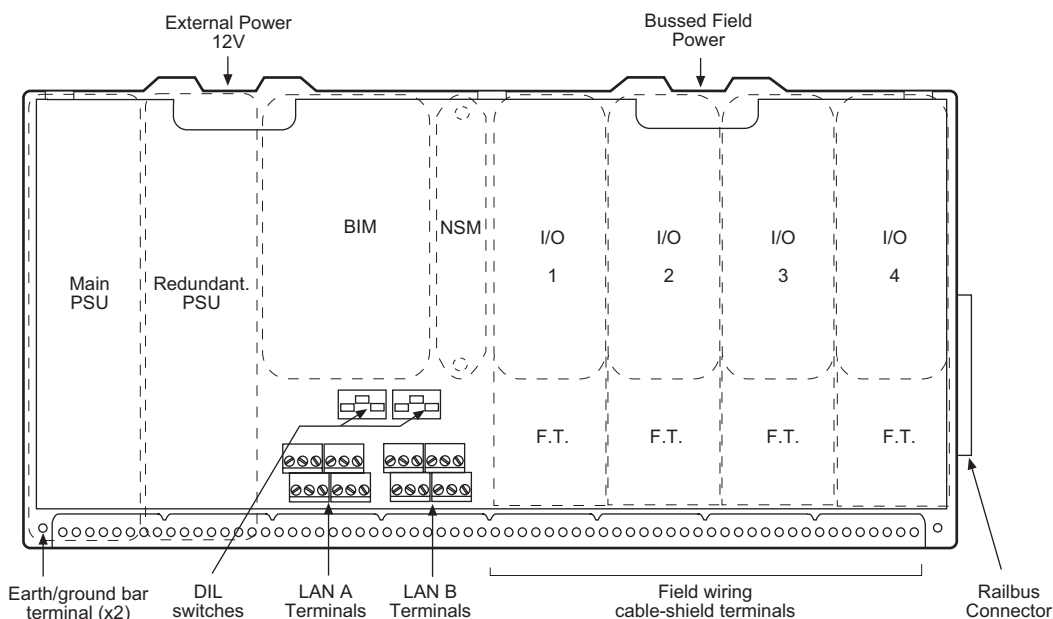 External Power
12V
Bussed Field
Power
Main
PSU
Redundant.
PSU
BIM
NSM
I/O
1
I/O
2
I/O
3
I/O
4
F.T.
F.T.
F.T.
F.T.
Earth/ground bar
terminal (x2)
DIL
switches
LAN A
Terminals
LAN B
Terminals
Field wiring
cable-shield terminals
Railbus
Connector